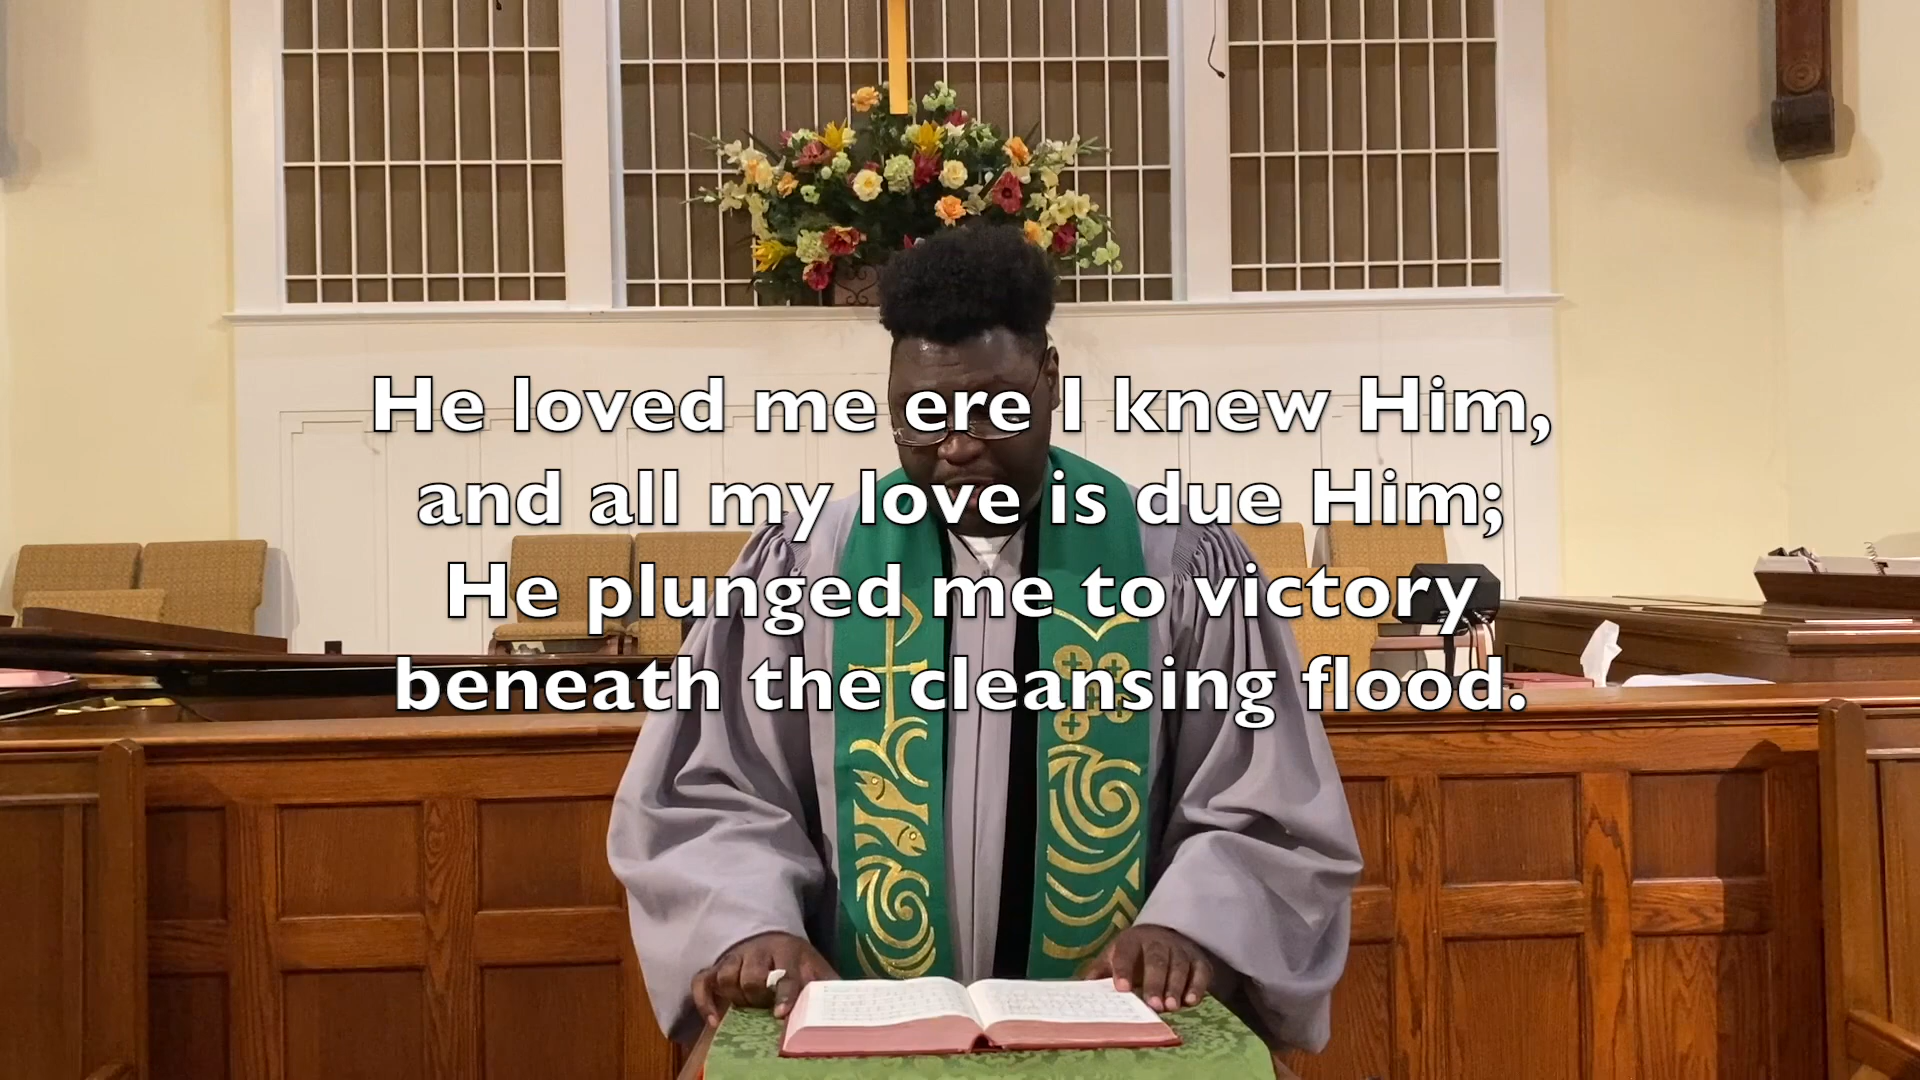 He loved me ere I knew Him,
and all my love is due Him;
He plunged me to victory
beneath the cleansing flood.